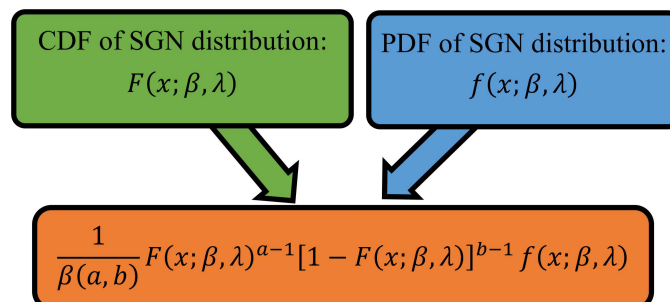 CDF of SGN distribution:
F(x; β, λ)
PDF of SGN distribution:
f(x; β, λ)
1/β(a, b) F(x; β, λ)^{a−1}[1 − F(x; β, λ)]^{b−1} f(x; β, λ)